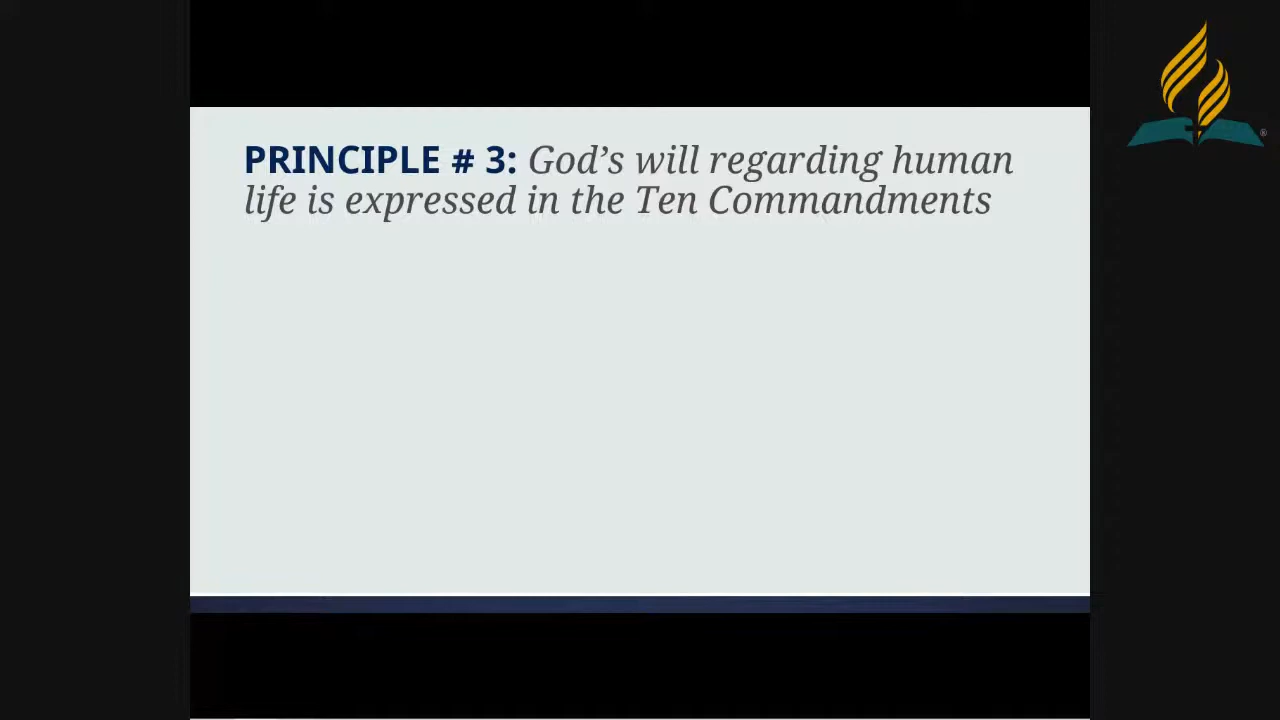 PRINCIPLE # 3: God’s will regarding human
life is expressed in the Ten Commandments
®